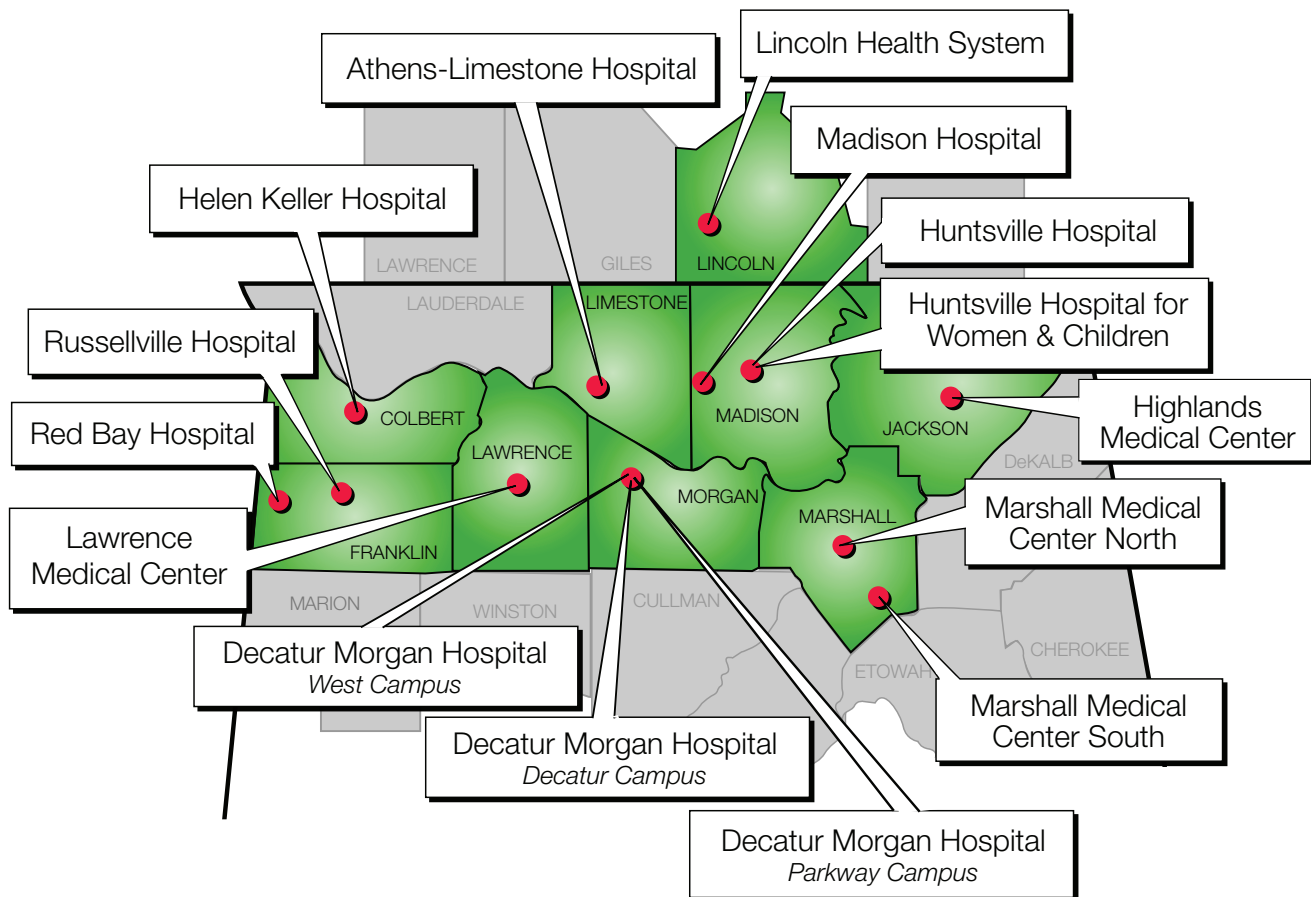 Lincoln Health System
Athens-Limestone Hospital
Madison Hospital
Helen Keller Hospital
Huntsville Hospital
LAWRENCE
GILES
LINCOLN
LAUDERDALE
LIMESTONE
Huntsville Hospital for
Women & Children
Russellville Hospital
COLBERT
MADISON
JACKSON
Highlands
Medical Center
Red Bay Hospital
LAWRENCE
DeKALB
MORGAN
MARSHALL
Marshall Medical
Center North
Lawrence
Medical Center
FRANKLIN
MARION
WINSTON
CULLMAN
CHEROKEE
ETOWAH
Decatur Morgan Hospital
West Campus
Marshall Medical
Center South
Decatur Morgan Hospital
Decatur Campus
Decatur Morgan Hospital
Parkway Campus